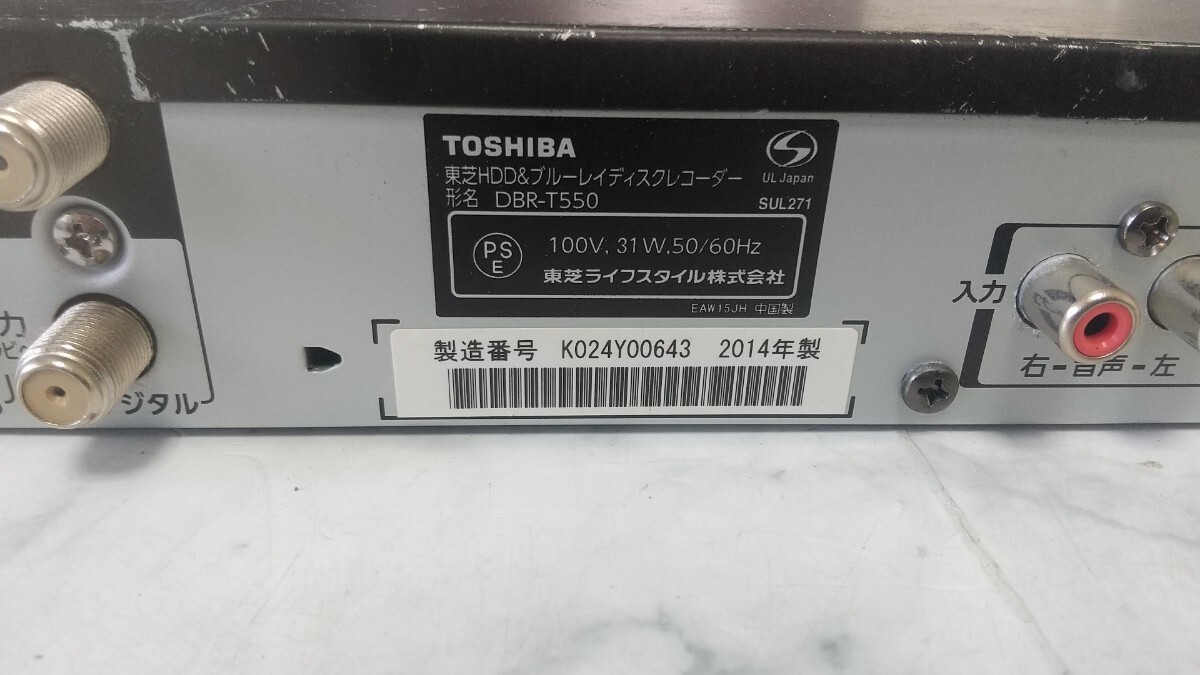 TOSHIBA
東芝HDD&ブルーレイディスクレコーダー
形名 DBR-T550
UL Japan
SUL271
PS
E
100V, 31W, 50/60Hz
東芝ライフスタイル株式会社
EAW15JH 中国製
製造番号 K024Y00643 2014年製
入力
右-音声-左
力
ジタル